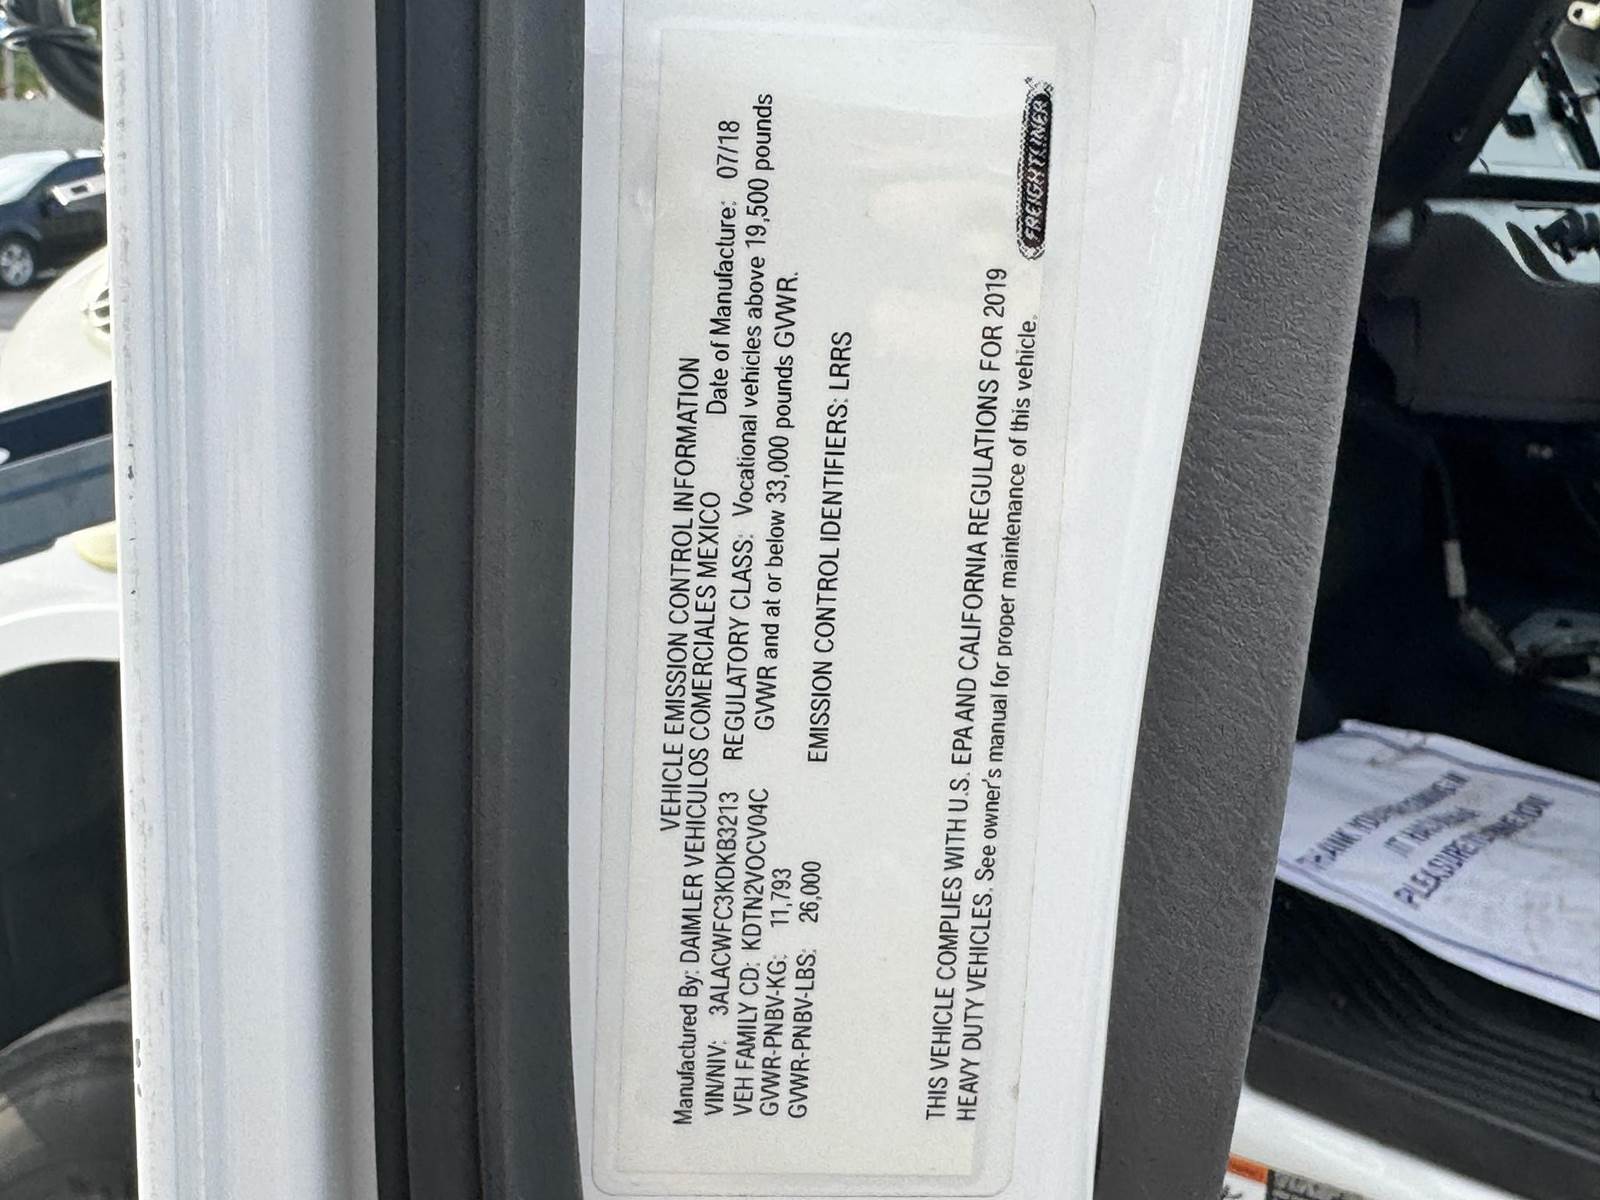 VEHICLE EMISSION CONTROL INFORMATION
Manufactured By: DAIMLER VEHICULOS COMERCIALES MEXICO Date of Manufacture: 07/18
VIN/NIV: 3ALACWFC3KDKB3213 REGULATORY CLASS: Vocational vehicles above 19,500 pounds
VEH FAMILY CD: KDTN2VOCV04C GVWR and at or below 33,000 pounds GVWR.
GVWR-PNBV-KG: 11,793
GVWR-PNBV-LBS: 26,000 EMISSION CONTROL IDENTIFIERS: LRRS
THIS VEHICLE COMPLIES WITH U.S. EPA AND CALIFORNIA REGULATIONS FOR 2019
HEAVY DUTY VEHICLES. See owner's manual for proper maintenance of this vehicle.
FREIGHTLINER
THANK YOU
PLEASURE